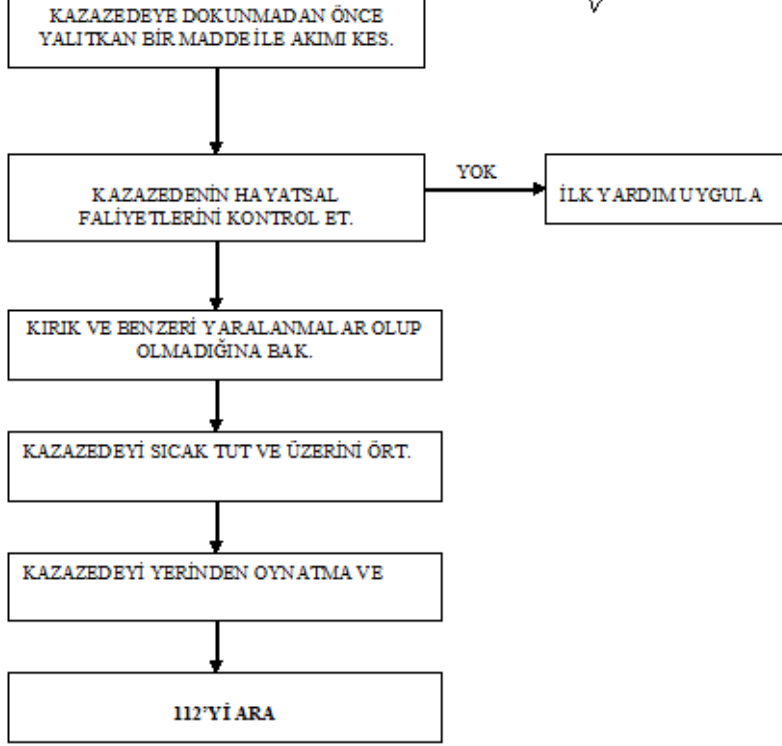 KAZAZEDEYE DOKUNMADAN ÖNCE
YALITKAN BİR MADDE İLE AKIMI KES.
KAZAZEDENİN HAYATSAL
FALİYETLERİNİ KONTROL ET.
YOK
İLK YARDIM UYGULA
KIRIK VE BENZERİ YARALANMALAR OLUP
OLMADIĞINA BAK.
KAZAZEDEYİ SICAK TUT VE ÜZERİNİ ÖRT.
KAZAZEDEYİ YERİNDEN OYNATMA VE
112’Yİ ARA